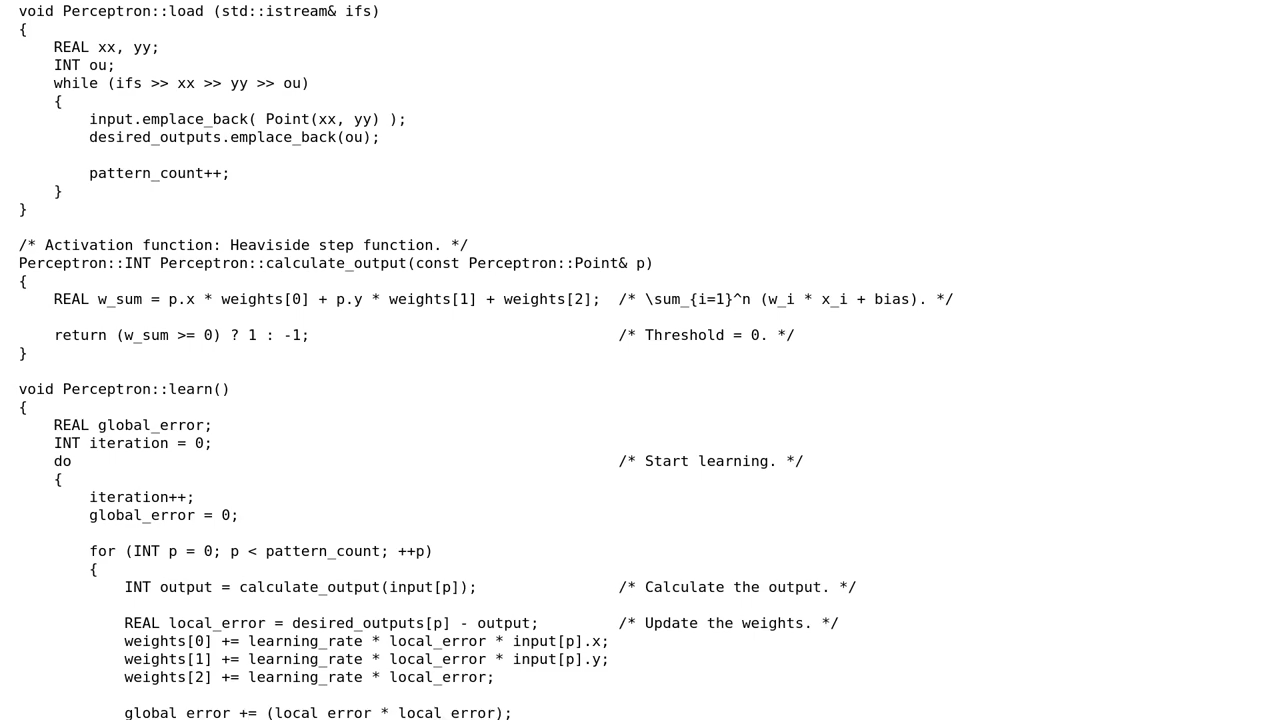 void Perceptron::load (std::istream& ifs)
{
    REAL xx, yy;
    INT ou;
    while (ifs >> xx >> yy >> ou)
    {
        input.emplace_back( Point(xx, yy) );
        desired_outputs.emplace_back(ou);

        pattern_count++;
    }
}

/* Activation function: Heaviside step function. */
Perceptron::INT Perceptron::calculate_output(const Perceptron::Point& p)
{
    REAL w_sum = p.x * weights[0] + p.y * weights[1] + weights[2];  /* \sum_{i=1}^n (w_i * x_i + bias). */

    return (w_sum >= 0) ? 1 : -1;                                   /* Threshold = 0. */
}

void Perceptron::learn()
{
    REAL global_error;
    INT iteration = 0;
    do                                                              /* Start learning. */
    {
        iteration++;
        global_error = 0;

        for (INT p = 0; p < pattern_count; ++p)
        {
            INT output = calculate_output(input[p]);                /* Calculate the output. */

            REAL local_error = desired_outputs[p] - output;         /* Update the weights. */
            weights[0] += learning_rate * local_error * input[p].x;
            weights[1] += learning_rate * local_error * input[p].y;
            weights[2] += learning_rate * local_error;

            global_error += (local_error * local_error);